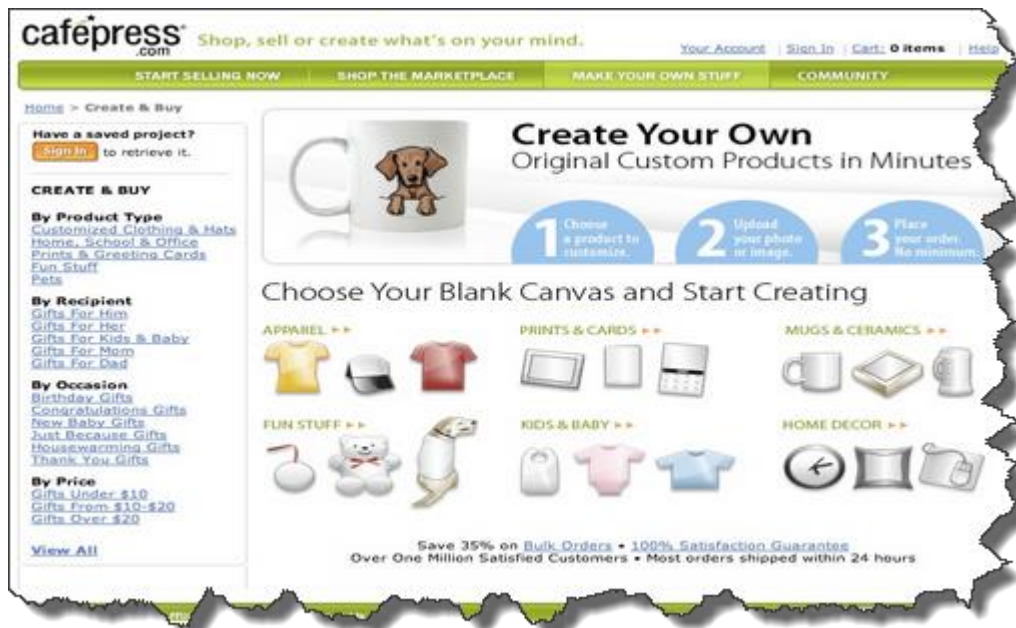 cafépress
.com
Shop, sell or create what's on your mind.
Your Account | Sign In | Cart: 0 items | Help
START SELLING NOW
SHOP THE MARKETPLACE
MAKE YOUR OWN STUFF
COMMUNITY
Home > Create & Buy
Have a saved project?
Sign In to retrieve it.
CREATE & BUY
By Product Type
Customized Clothing & Hats
Home, School & Office
Prints & Greeting Cards
Fun Stuff
Pets
By Recipient
Gifts For Him
Gifts For Her
Gifts For Kids & Baby
Gifts For Mom
Gifts For Dad
By Occasion
Birthday Gifts
Congratulations Gifts
New Baby Gifts
Just Because Gifts
Housewarming Gifts
Thank You Gifts
By Price
Gifts Under $10
Gifts From $10-$20
Gifts Over $20
View All
Create Your Own
Original Custom Products in Minutes
1 Choose
a product to
customize.
2 Upload
your photo
or image.
3 Place
your order.
No minimum.
Choose Your Blank Canvas and Start Creating
APPAREL
PRINTS & CARDS
MUGS & CERAMICS
FUN STUFF
KIDS & BABY
HOME DECOR
Save 35% on Bulk Orders • 100% Satisfaction Guarantee
Over One Million Satisfied Customers • Most orders shipped within 24 hours